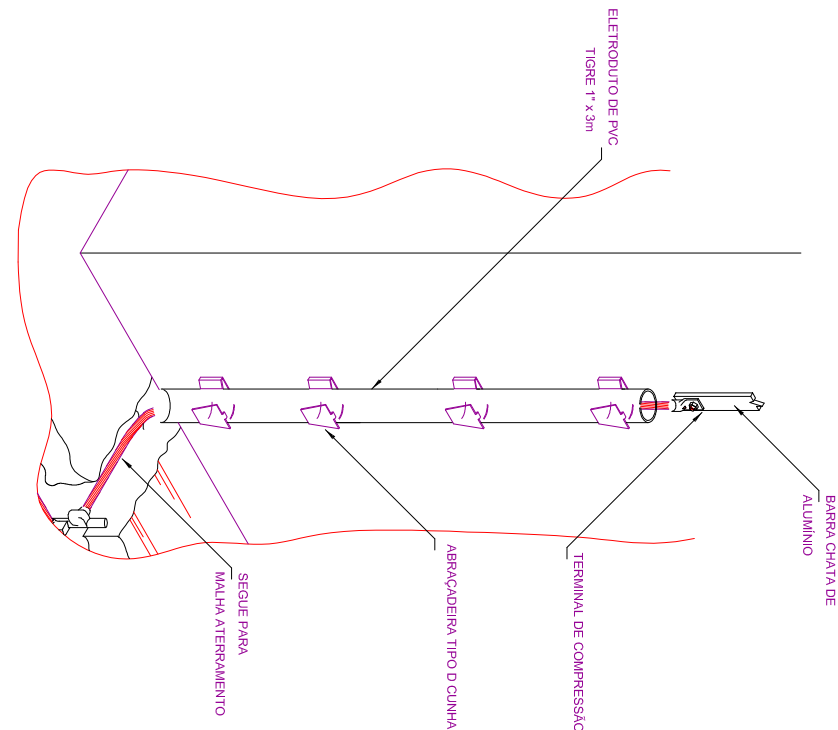 ELETRODUTO DE PVC
TIGRE 1" x 3m
BARRA CHATA DE
ALUMÍNIO
TERMINAL DE COMPRESSÃO
ABRAÇADEIRA TIPO D CUNHA
SEGUE PARA
MALHA ATERRAMENTO